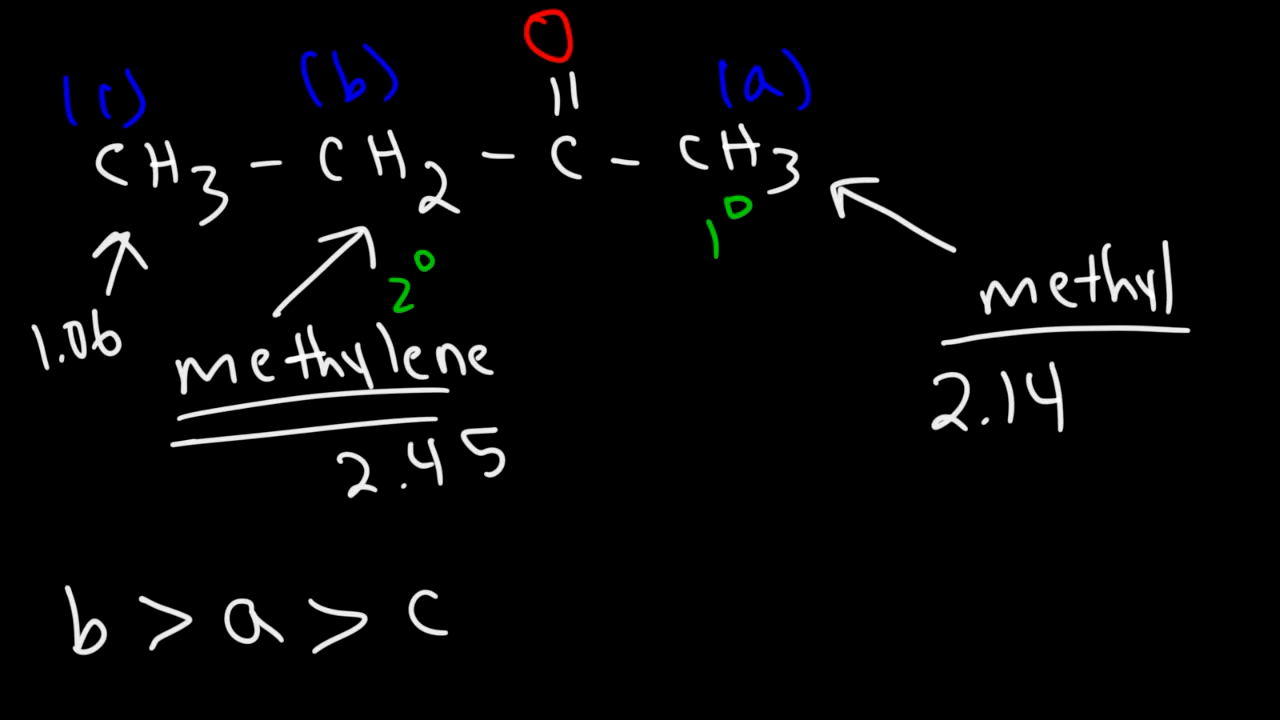 O
(c) (b) || (a)
CH3 - CH2 - C - CH3
1°
2°
methyl
1.06
methylene
2.14
2.45
b > a > c